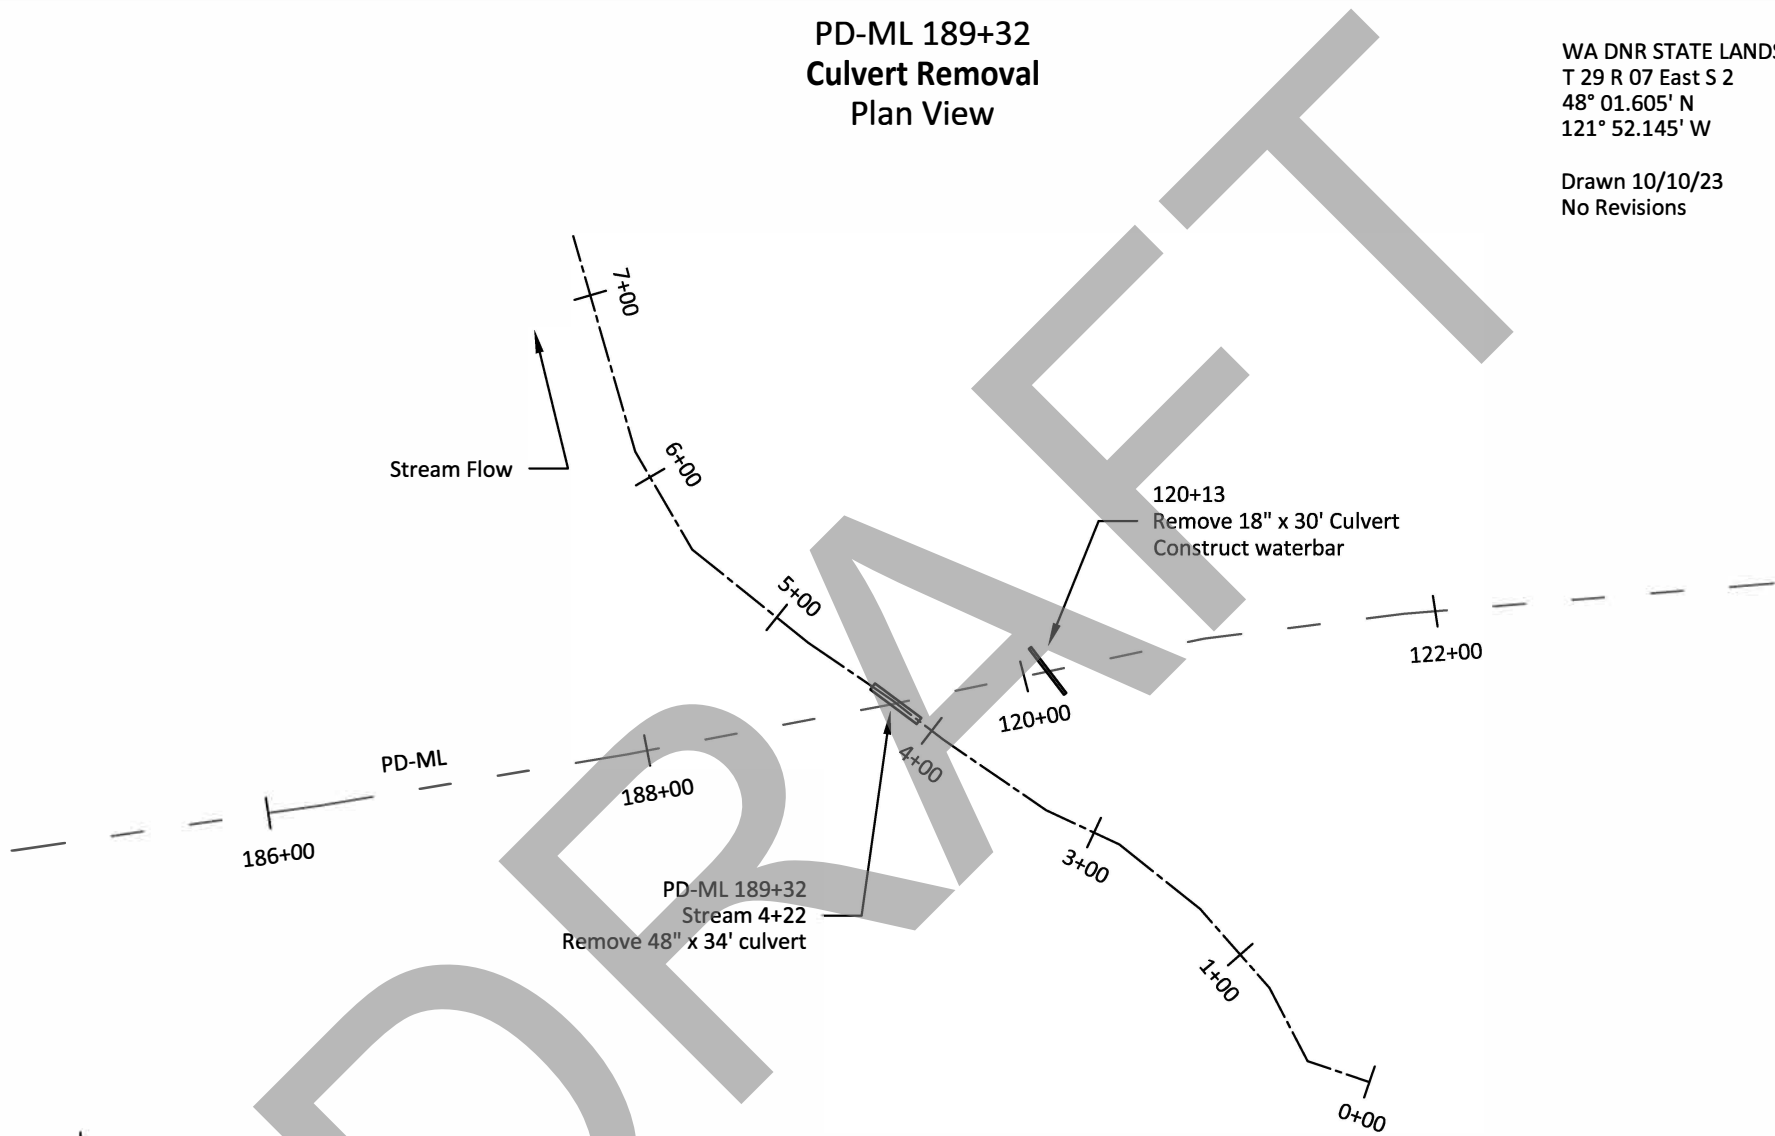 PD-ML 189+32
Culvert Removal
Plan View
WA DNR STATE LANDS
T 29 R 07 East S 2
48° 01.605' N
121° 52.145' W
Drawn 10/10/23
No Revisions
7+00
Stream Flow
6+00
120+13
Remove 18" x 30' Culvert
Construct waterbar
5+00
122+00
120+00
4+00
PD-ML
188+00
186+00
3+00
PD-ML 189+32
Stream 4+22
Remove 48" x 34' culvert
1+00
0+00
DRAFT